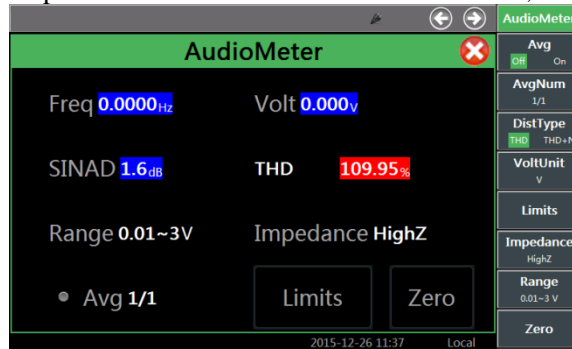 AudioMeter
AudioMeter
Freq 0.0000Hz
Volt 0.000V
SINAD 1.6dB
THD 109.95%
Range 0.01~3V
Impedance HighZ
Avg 1/1
Limits
Zero
2015-12-26 11:37
Local
Avg
Off On
AvgNum
1/1
DistType
THD THD+N
VoltUnit
V
Limits
Impedance
HighZ
Range
0.01~3 V
Zero